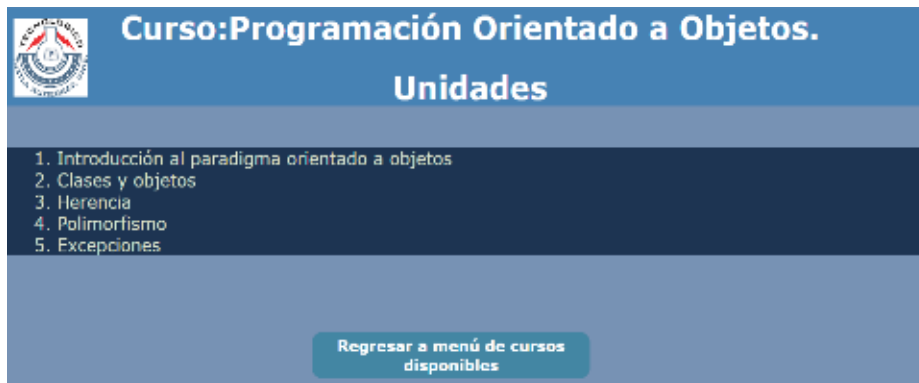 Curso:Programación Orientado a Objetos.
Unidades
1. Introducción al paradigma orientado a objetos
2. Clases y objetos
3. Herencia
4. Polimorfismo
5. Excepciones
Regresar a menú de cursos
disponibles